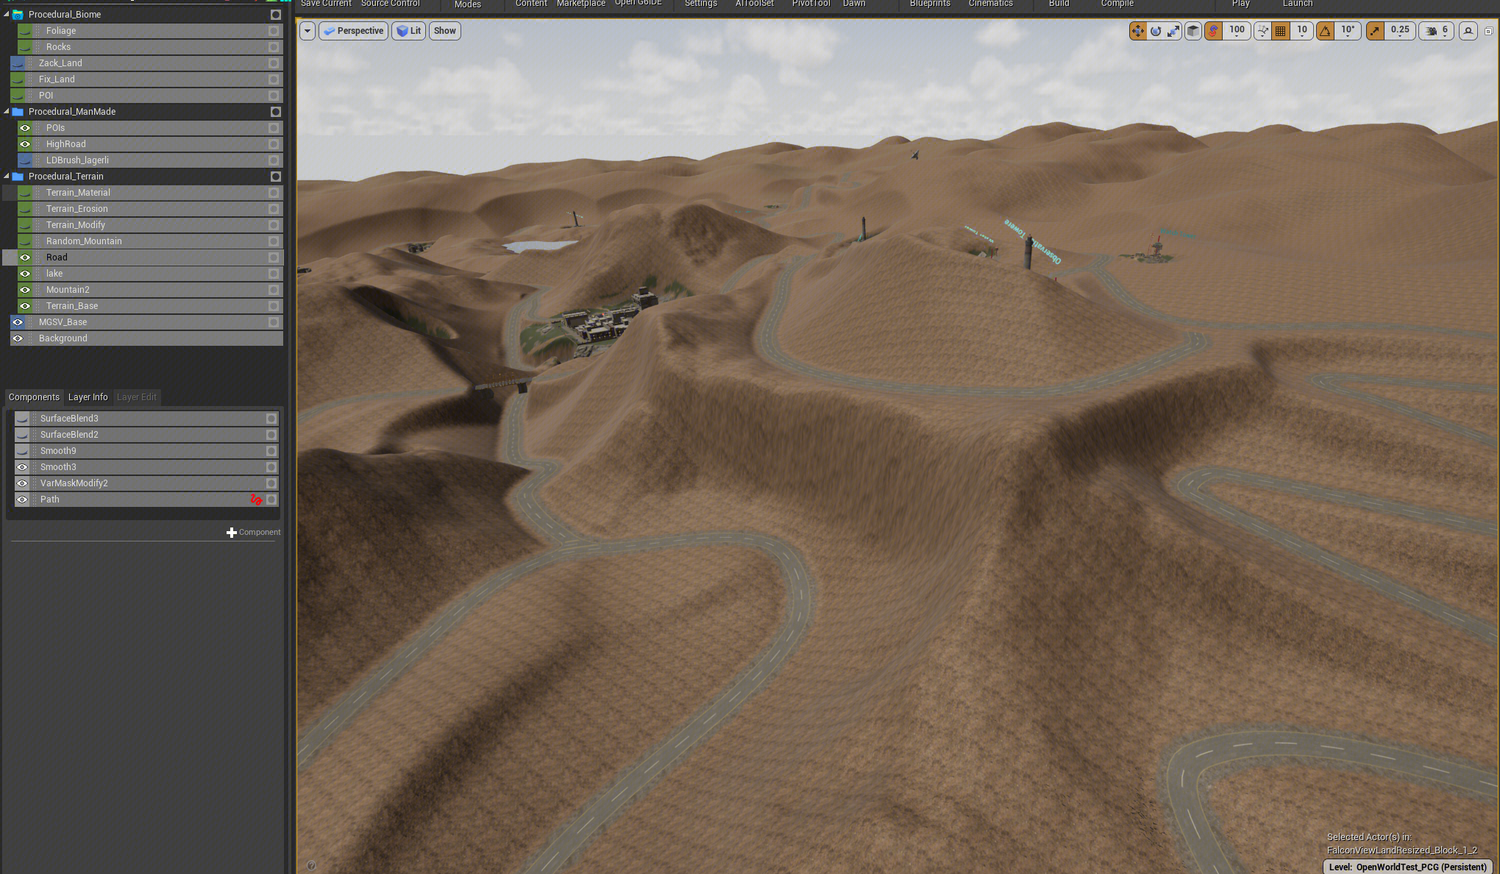 Save Current
Source Control
Modes
Content
Marketplace
Open G6IDE
Settings
AIToolSet
PivotTool
Dawn
Blueprints
Cinematics
Build
Compile
Play
Launch
Procedural_Biome
Foliage
Rocks
Zack_Land
Fix_Land
POI
Procedural_ManMade
POIs
HighRoad
LDBrush_lagerli
Procedural_Terrain
Terrain_Material
Terrain_Erosion
Terrain_Modify
Random_Mountain
Road
lake
Mountain2
Terrain_Base
MGSV_Base
Background
Components
Layer Info
Layer Edit
SurfaceBlend3
SurfaceBlend2
Smooth9
Smooth3
VarMaskModify2
Path
Component
Perspective
Lit
Show
100
10
10°
0.25
6
Selected Actor(s) in:
FalconViewLandResized_Block_1_2
Level: OpenWorldTest_PCG (Persistent)